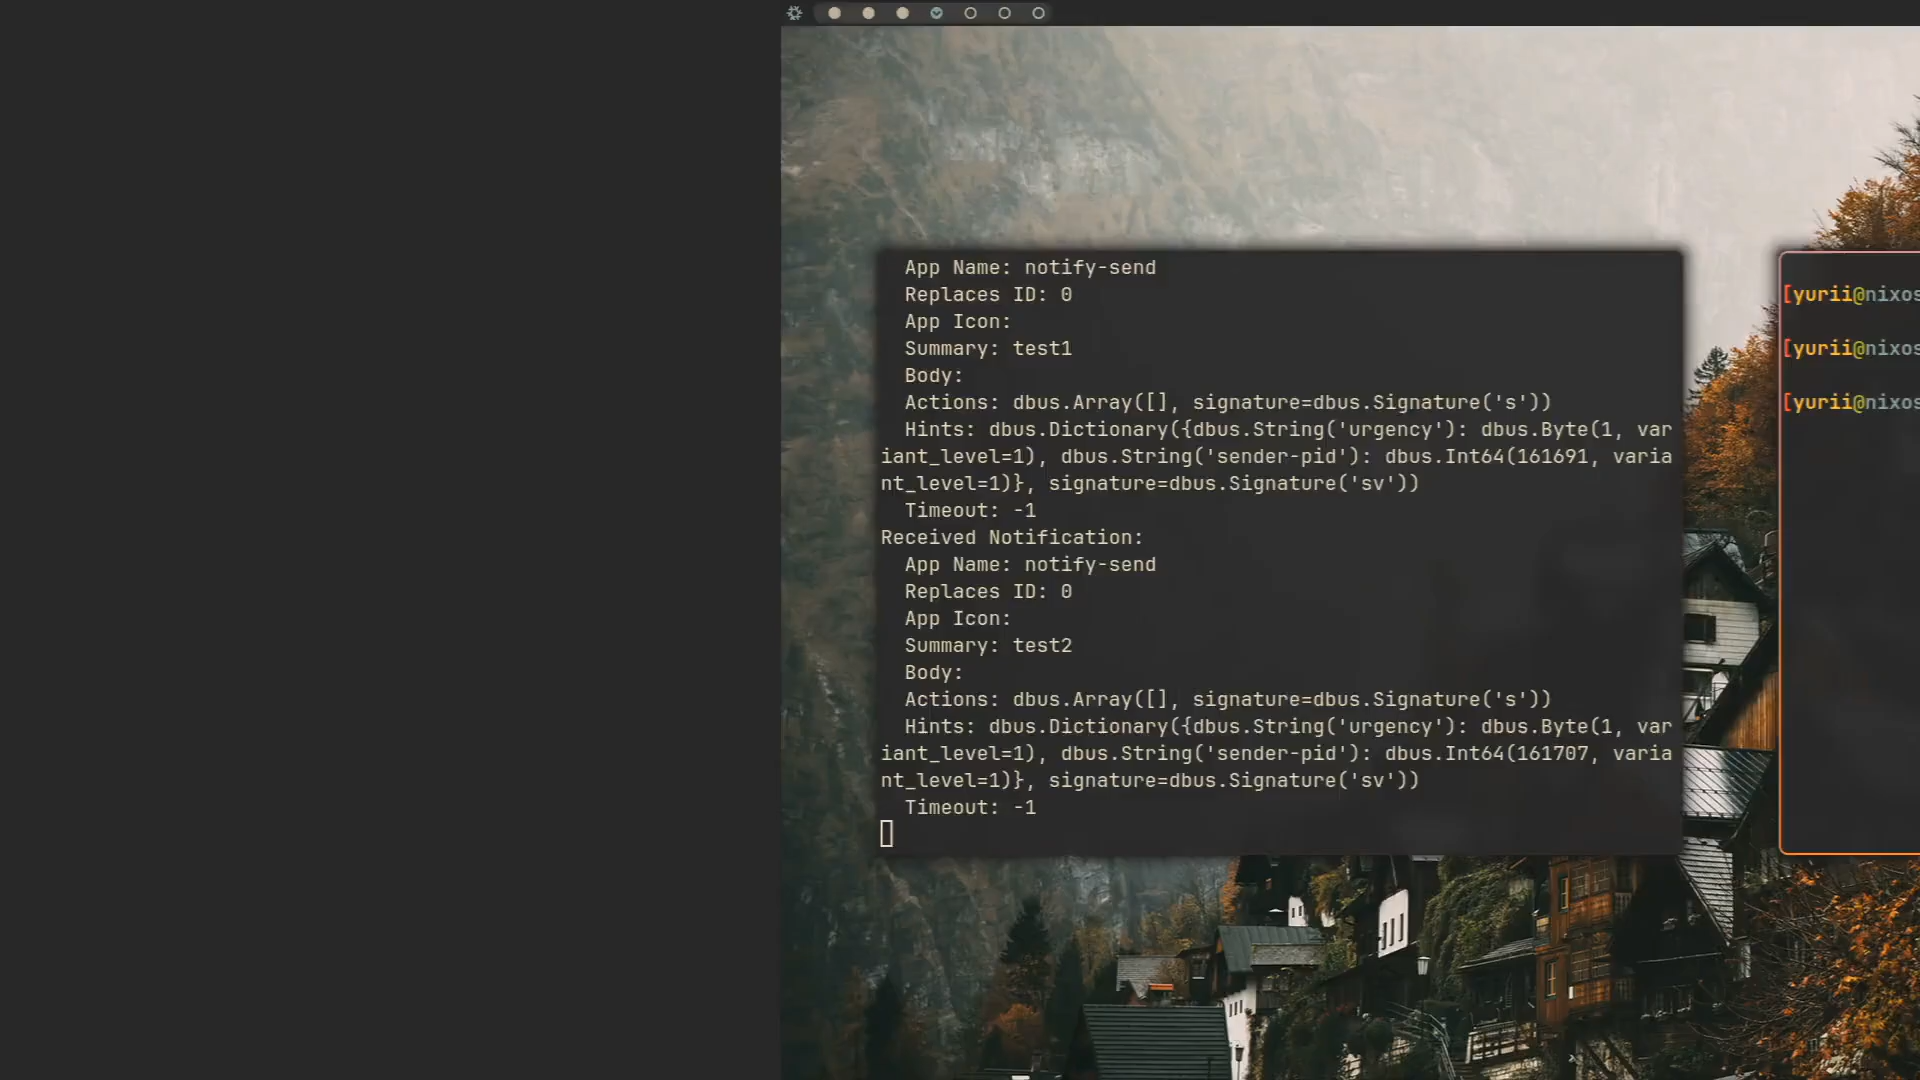 App Name: notify-send
Replaces ID: 0
App Icon:
Summary: test1
Body:
Actions: dbus.Array([], signature=dbus.Signature('s'))
Hints: dbus.Dictionary({dbus.String('urgency'): dbus.Byte(1, var
iant_level=1), dbus.String('sender-pid'): dbus.Int64(161691, varia
nt_level=1)}, signature=dbus.Signature('sv'))
Timeout: -1
Received Notification:
App Name: notify-send
Replaces ID: 0
App Icon:
Summary: test2
Body:
Actions: dbus.Array([], signature=dbus.Signature('s'))
Hints: dbus.Dictionary({dbus.String('urgency'): dbus.Byte(1, var
iant_level=1), dbus.String('sender-pid'): dbus.Int64(161707, varia
nt_level=1)}, signature=dbus.Signature('sv'))
Timeout: -1
[yurii@nixos
[yurii@nixos
[yurii@nixos